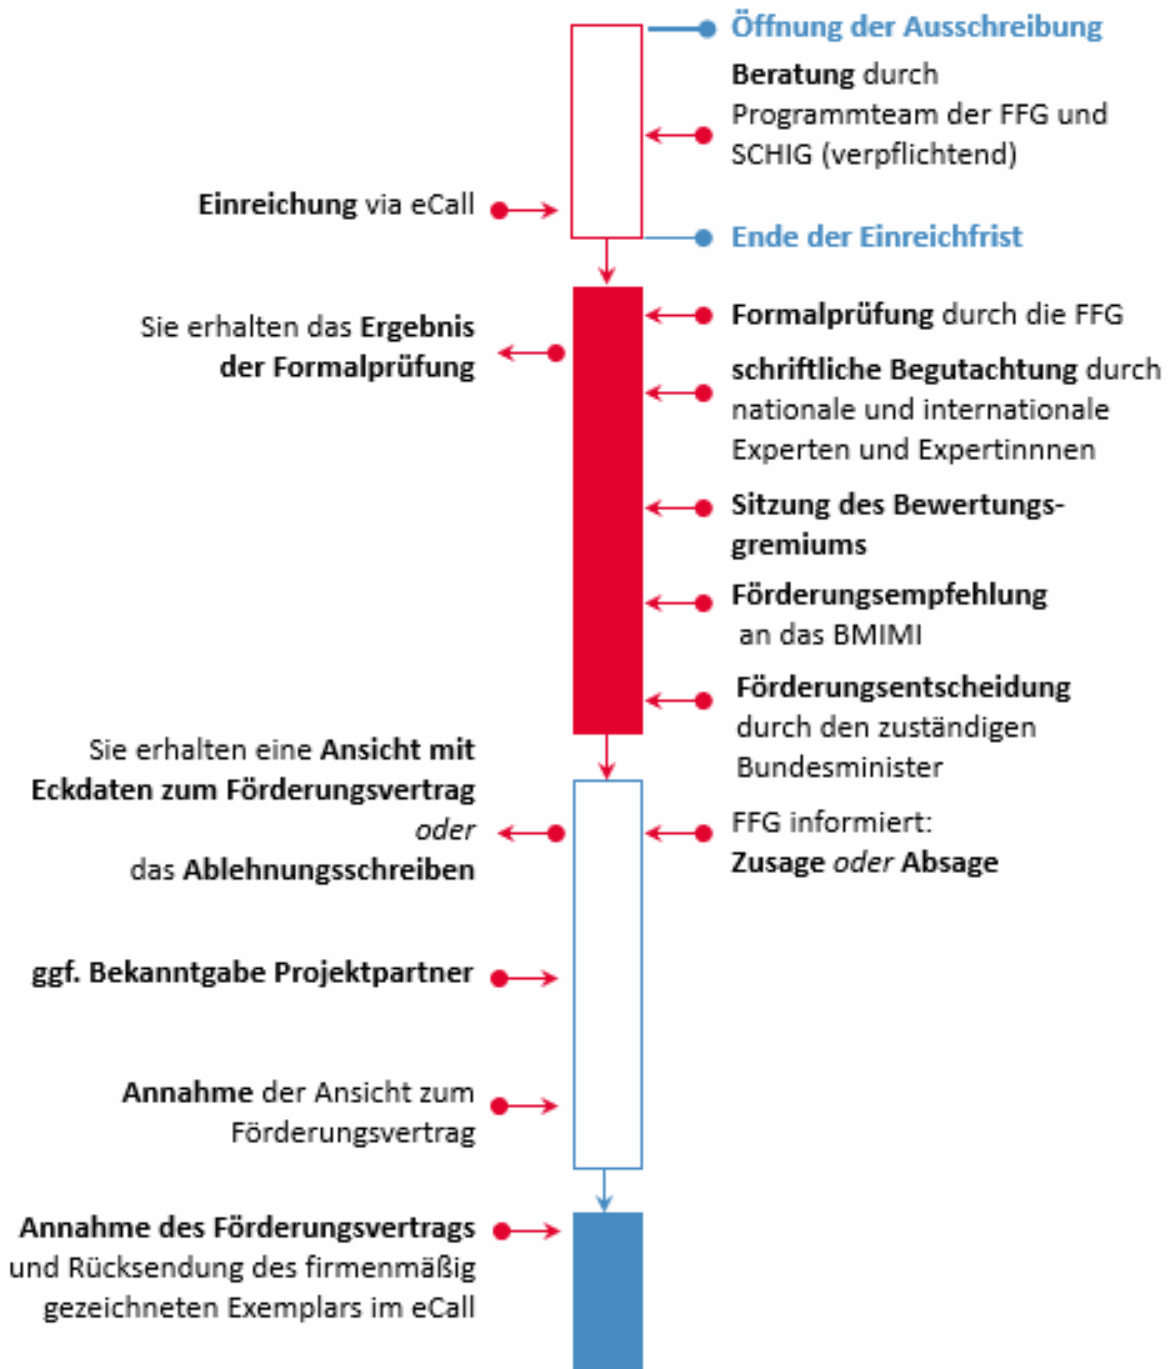 Öffnung der Ausschreibung
Beratung durch
Programmteam der FFG und
SCHIG (verpflichtend)
Einreichung via eCall
Ende der Einreichfrist
Formalprüfung durch die FFG
Sie erhalten das Ergebnis
der Formalprüfung
schriftliche Begutachtung durch
nationale und internationale
Experten und Expertinnnen
Sitzung des Bewertungs-
gremiums
Förderungsempfehlung
an das BMIMI
Förderungsentscheidung
durch den zuständigen
Bundesminister
Sie erhalten eine Ansicht mit
Eckdaten zum Förderungsvertrag
oder
das Ablehnungsschreiben
FFG informiert:
Zusage oder Absage
ggf. Bekanntgabe Projektpartner
Annahme der Ansicht zum
Förderungsvertrag
Annahme des Förderungsvertrags
und Rücksendung des firmenmäßig
gezeichneten Exemplars im eCall